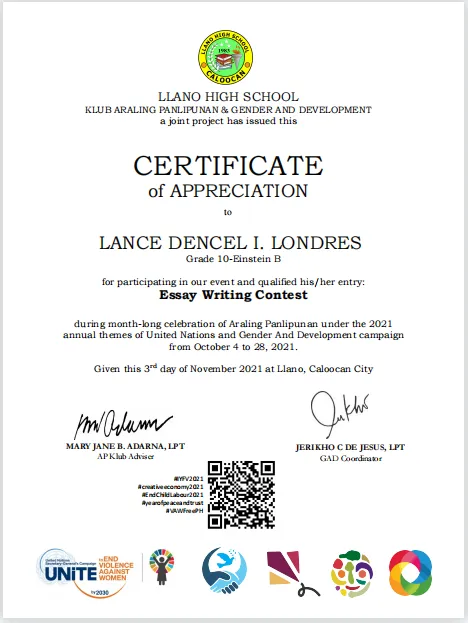 LLANO HIGH SCHOOL
1985
CALOOCAN
LLANO HIGH SCHOOL
KLUB ARALING PANLIPUNAN & GENDER AND DEVELOPMENT
a joint project has issued this
CERTIFICATE
of APPRECIATION
to
LANCE DENCEL I. LONDRES
Grade 10-Einstein B
for participating in our event and qualified his/her entry:
Essay Writing Contest
during month-long celebration of Araling Panlipunan under the 2021
annual themes of United Nations and Gender And Development campaign
from October 4 to 28, 2021.
Given this 3rd day of November 2021 at Llano, Caloocan City
MARY JANE B. ADARNA, LPT
AP Klub Adviser
JERIKHO C DE JESUS, LPT
GAD Coordinator
#IYFV2021
#creativeeconomy2021
#EndChildLabour2021
#yearofpeaceandtrust
#VAWFreePH
United Nations
Secretary-General's Campaign
UNiTE
TO END
VIOLENCE
AGAINST
WOMEN
by 2030